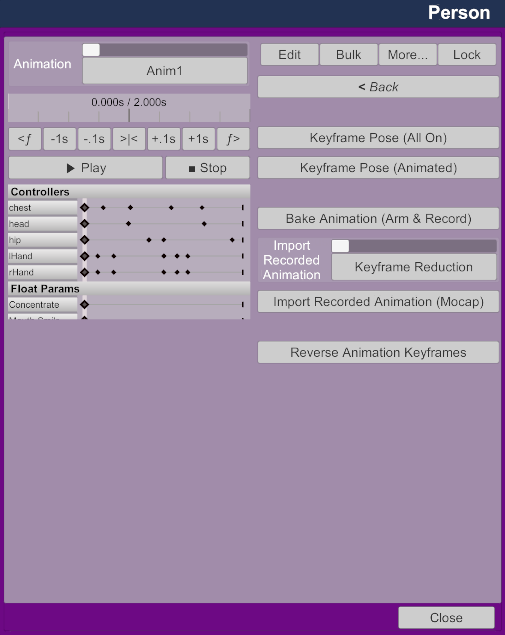 Person
Animation
Anim1
0.000s / 2.000s
<ƒ -1s -.1s >|< +.1s +1s ƒ>
Play Stop
Controllers
chest
head
hip
lHand
rHand
Float Params
Concentrate
Edit Bulk More... Lock
< Back
Keyframe Pose (All On)
Keyframe Pose (Animated)
Bake Animation (Arm & Record)
Import
Recorded
Animation
Keyframe Reduction
Import Recorded Animation (Mocap)
Reverse Animation Keyframes
Close